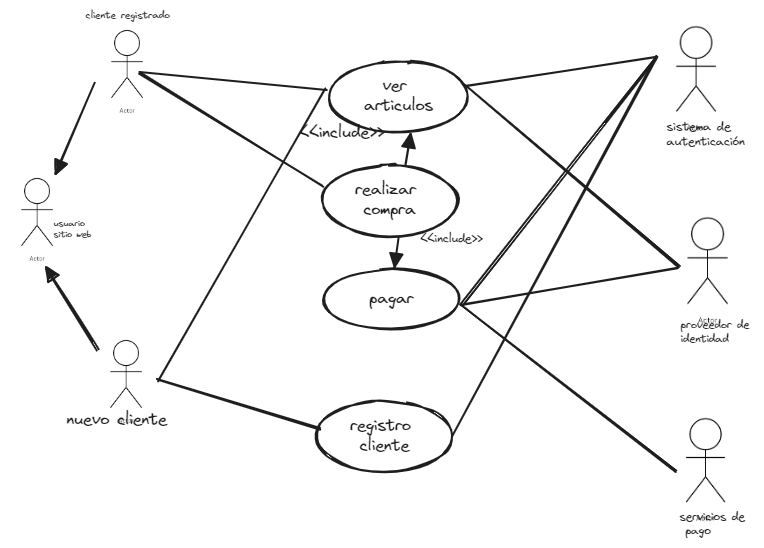 cliente registrado
Actor
usuario
sitio web
Actor
nuevo cliente
ver
articulos
<<include>>
realizar
compra
<<include>>
pagar
registro
cliente
sistema de
autenticación
Actor
proveedor de
identidad
servicios de
pago